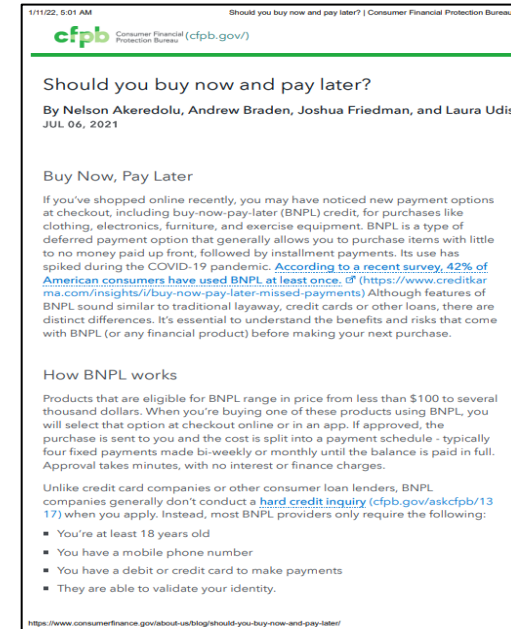 1/11/22, 5:01 AM Should you buy now and pay later? | Consumer Financial Protection Bureau
cfpb Consumer Financial Protection Bureau (cfpb.gov/)
Should you buy now and pay later?
By Nelson Akeredolu, Andrew Braden, Joshua Friedman, and Laura Udis
JUL 06, 2021
Buy Now, Pay Later
If you've shopped online recently, you may have noticed new payment options
at checkout, including buy-now-pay-later (BNPL) credit, for purchases like
clothing, electronics, furniture, and exercise equipment. BNPL is a type of
deferred payment option that generally allows you to purchase items with little
to no money paid up front, followed by installment payments. Its use has
spiked during the COVID-19 pandemic. According to a recent survey, 42% of
American consumers have used BNPL at least once. (https://www.creditkar
ma.com/insights/i/buy-now-pay-later-missed-payments) Although features of
BNPL sound similar to traditional layaway, credit cards or other loans, there are
distinct differences. It's essential to understand the benefits and risks that come
with BNPL (or any financial product) before making your next purchase.
How BNPL works
Products that are eligible for BNPL range in price from less than $100 to several
thousand dollars. When you're buying one of these products using BNPL, you
will select that option at checkout online or in an app. If approved, the
purchase is sent to you and the cost is split into a payment schedule - typically
four fixed payments made bi-weekly or monthly until the balance is paid in full.
Approval takes minutes, with no interest or finance charges.
Unlike credit card companies or other consumer loan lenders, BNPL
companies generally don't conduct a hard credit inquiry (cfpb.gov/askcfpb/13
17) when you apply. Instead, most BNPL providers only require the following:
▪ You're at least 18 years old
▪ You have a mobile phone number
▪ You have a debit or credit card to make payments
▪ They are able to validate your identity.
https://www.consumerfinance.gov/about-us/blog/should-you-buy-now-and-pay-later/